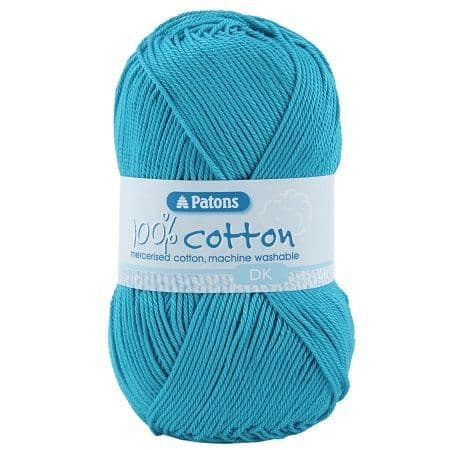 Patons
100% cotton
mercerised cotton, machine washable
DK